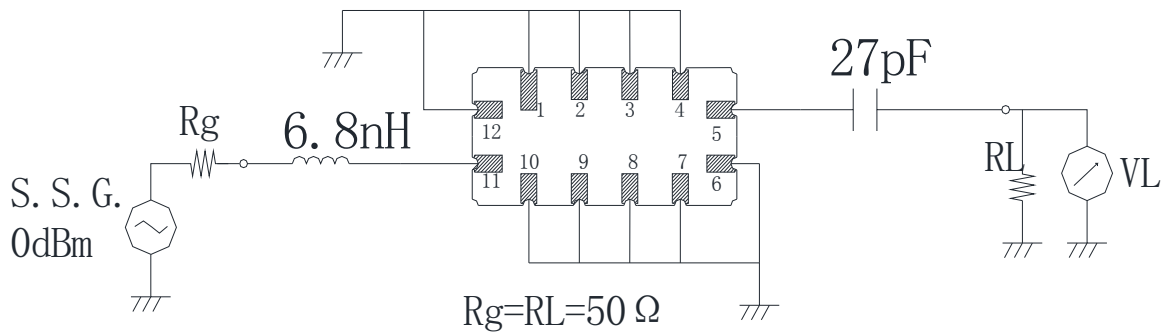 27pF
1 2 3 4
5
12
Rg
6.8nH
10 9 8 7
11
6
S.S.G.
0dBm
RL
VL
Rg=RL=50Ω